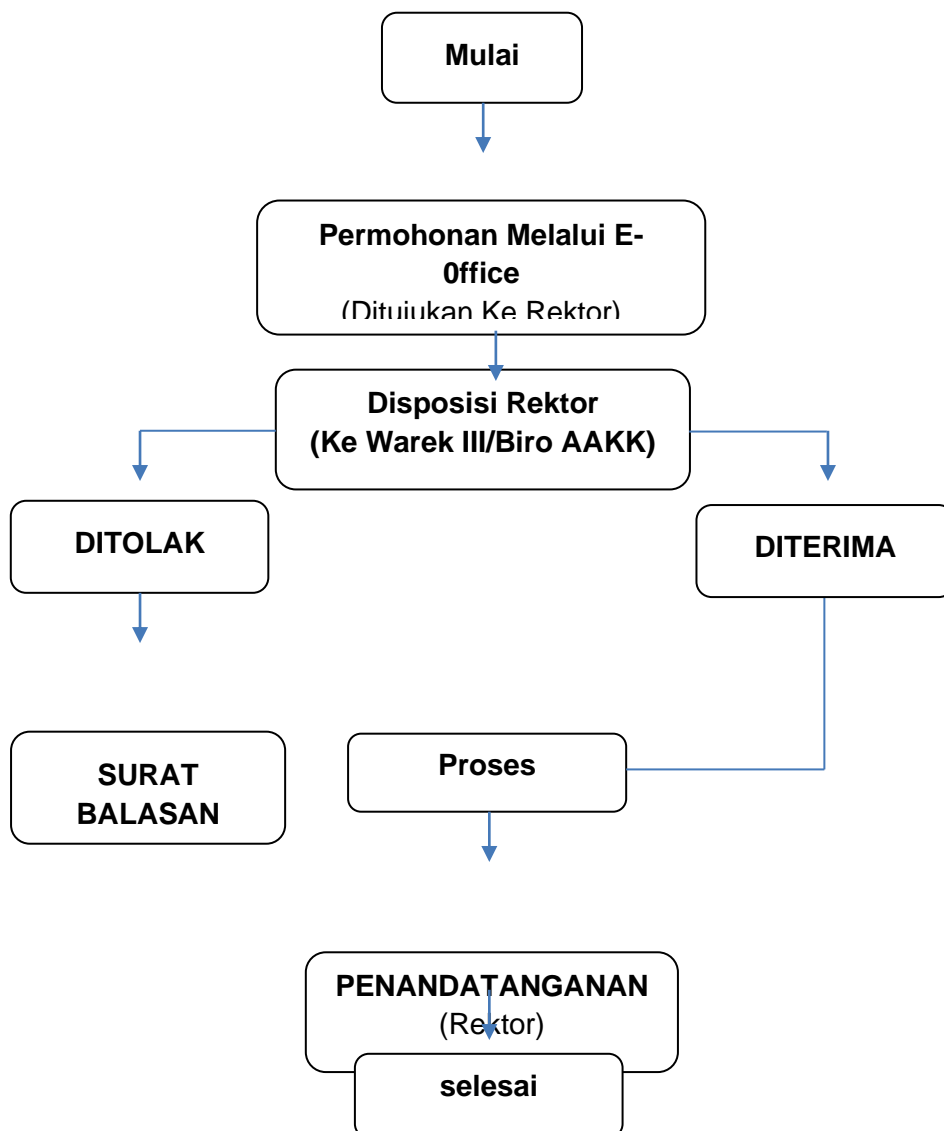 Mulai
Permohonan Melalui E-
0ffice
(Ditujukan Ke Rektor)
Disposisi Rektor
(Ke Warek III/Biro AAKK)
DITOLAK
DITERIMA
SURAT
BALASAN
Proses
PENANDATANGANAN
(Rektor)
selesai